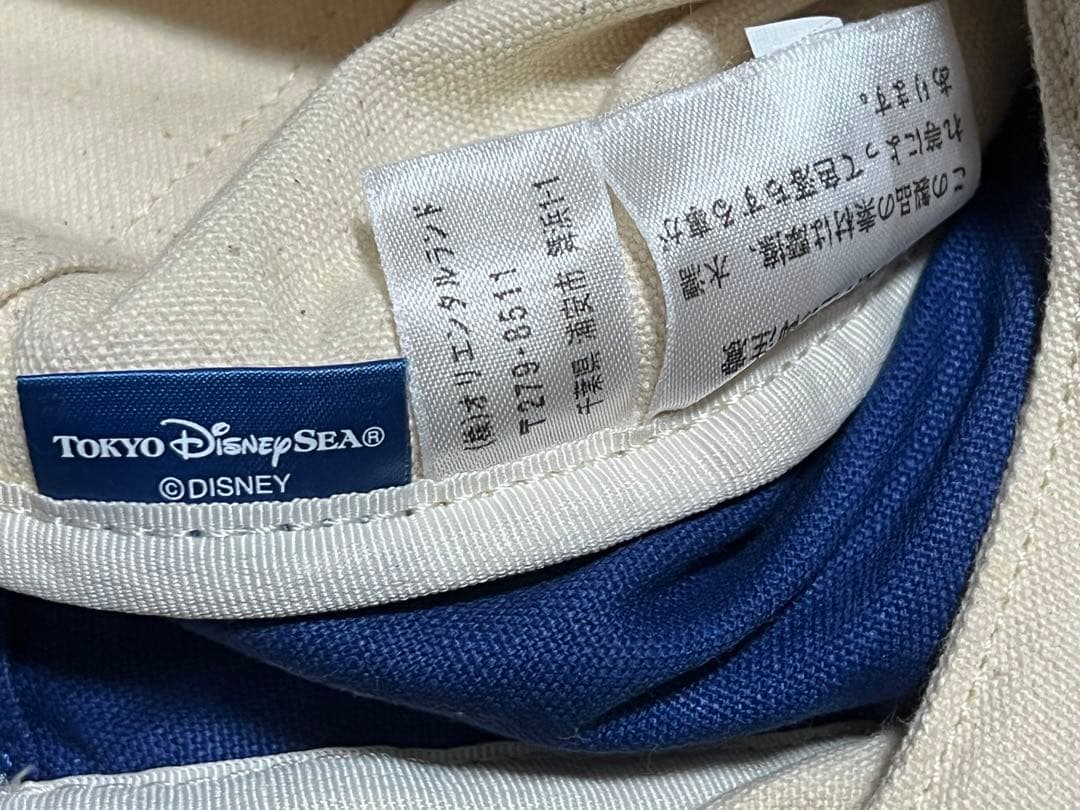 TOKYO DISNEY SEA®
©DISNEY
(株)オリエンタルランド
〒279-8511
千葉県 浦安市 舞浜1-1
この製品の素材は摩擦、水濡
れ等によって色落ちする事が
あります。